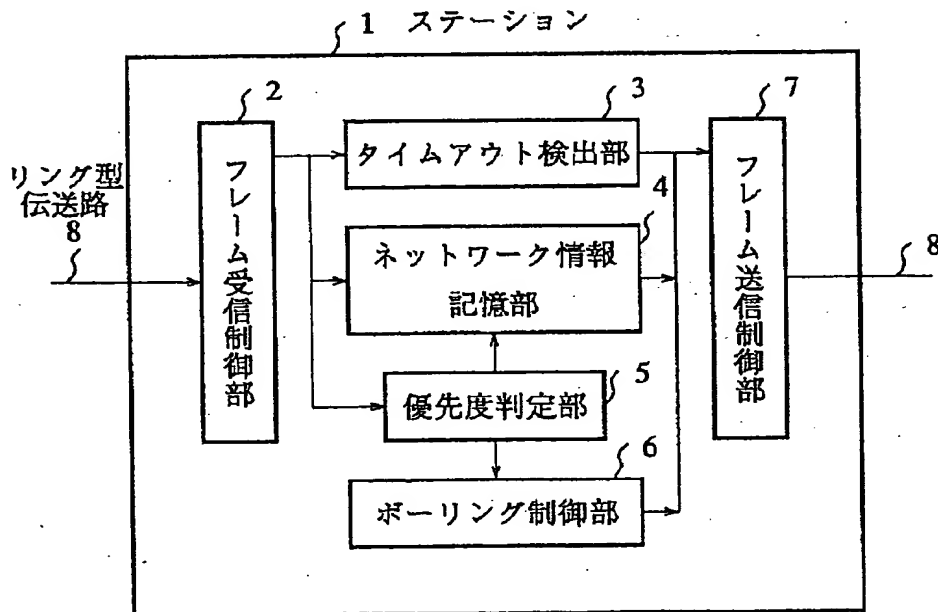 1 ステーション
2
3
7
タイムアウト検出部
リング型
伝送路
8
フレーム受信制御部
4
ネットワーク情報
記憶部
フレーム送信制御部
8
5
優先度判定部
6
ボーリング制御部